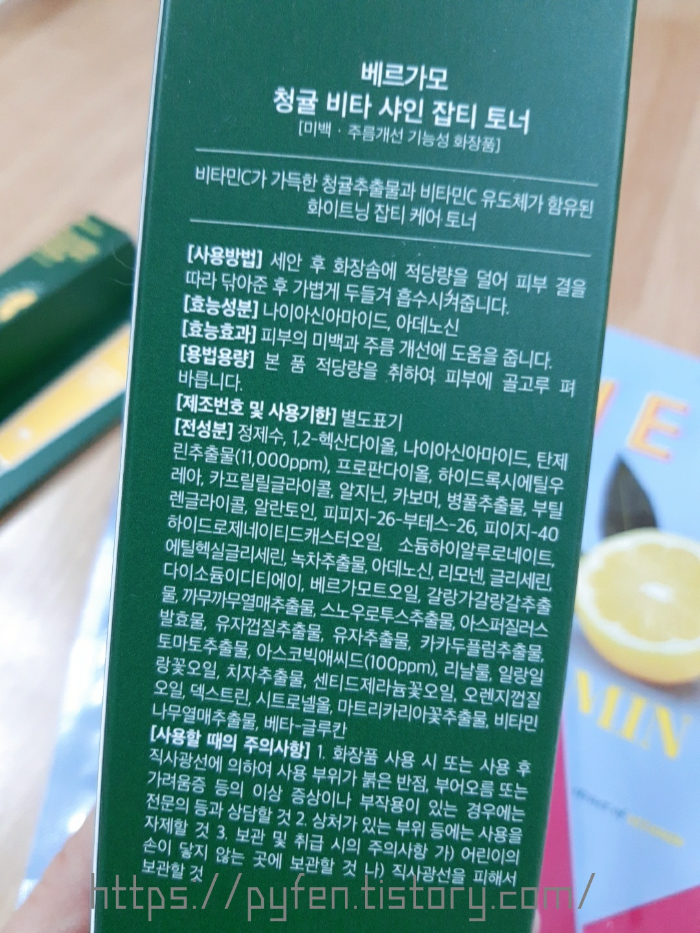 베르가모
청귤 비타 샤인 잡티 토너
[미백 · 주름개선 기능성 화장품]
비타민C가 가득한 청귤추출물과 비타민C 유도체가 함유된
화이트닝 잡티 케어 토너
[사용방법] 세안 후 화장솜에 적당량을 덜어 피부 결을
따라 닦아준 후 가볍게 두들겨 흡수시켜줍니다.
[효능성분] 나이아신아마이드, 아데노신
[효능효과] 피부의 미백과 주름 개선에 도움을 줍니다.
[용법용량] 본 품 적당량을 취하여 피부에 골고루 펴
바릅니다.
[제조번호 및 사용기한] 별도표기
[전성분] 정제수, 1,2-헥산다이올, 나이아신아마이드, 탄제
린추출물(11,000ppm), 프로판다이올, 하이드록시에틸우
레아, 카프릴릴글라이콜, 알지닌, 카보머, 병풀추출물, 부틸
렌글라이콜, 알란토인, 피피지-26-부테스-26, 피이지-40
하이드로제네이티드캐스터오일, 소듐하이알루로네이트,
에틸헥실글리세린, 녹차추출물, 아데노신, 리모넨, 글리세린,
다이소듐이디티에이, 베르가모트오일, 갈랑가갈랑갈추출
물, 까무까무열매추출물, 스노우로투스추출물, 아스퍼질러스
발효물, 유자껍질추출물, 유자추출물, 카카두플럼추출물,
토마토추출물, 아스코빅애씨드(100ppm), 리날룰, 일랑일
랑꽃오일, 치자추출물, 센티드제라늄꽃오일, 오렌지껍질
오일, 덱스트린, 시트로넬올, 마트리카리아꽃추출물, 비타민
나무열매추출물, 베타-글루칸
[사용할 때의 주의사항] 1. 화장품 사용 시 또는 사용 후
직사광선에 의하여 사용 부위가 붉은 반점, 부어오름 또는
가려움증 등의 이상 증상이나 부작용이 있는 경우에는
전문의 등과 상담할 것 2. 상처가 있는 부위 등에는 사용을
자제할 것 3. 보관 및 취급 시의 주의사항 가) 어린이의
손이 닿지 않는 곳에 보관할 것 나) 직사광선을 피해서
보관할 것
E
MIN
https://pyfen.tistory.com/